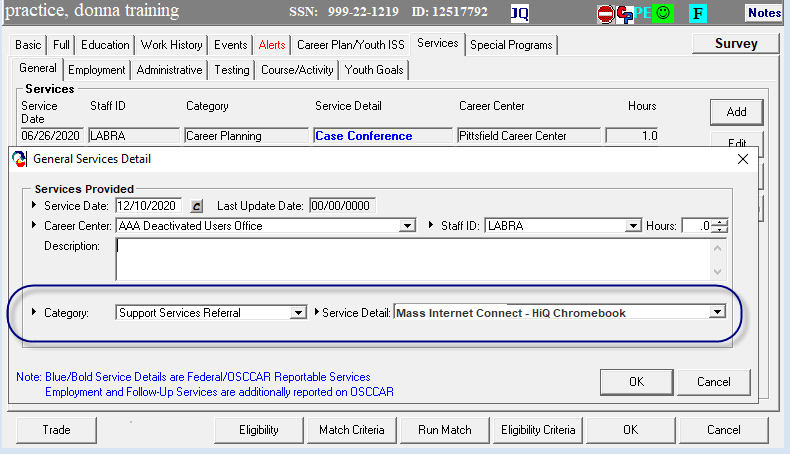 practice, donna training SSN: 999-22-1219 ID: 12517792 JQ PE F Notes
Basic Full Education Work History Events Alerts Career Plan/Youth ISS Services Special Programs Survey
General Employment Administrative Testing Course/Activity Youth Goals
Services
Service Date Staff ID Category Service Detail Career Center Hours
06/26/2020 LABRA Career Planning Case Conference Pittsfield Career Center 1.0 Add
Edit
General Services Detail
Services Provided
Service Date: 12/10/2020 c Last Update Date: 00/00/0000
Career Center: AAA Deactivated Users Office Staff ID: LABRA Hours: .0
Description:
Category: Support Services Referral Service Detail: Mass Internet Connect - HiQ Chromebook
Note: Blue/Bold Service Details are Federal/OSCCAR Reportable Services
Employment and Follow-Up Services are additionally reported on OSCCAR
OK Cancel
Trade Eligibility Match Criteria Run Match Eligibility Criteria OK Cancel